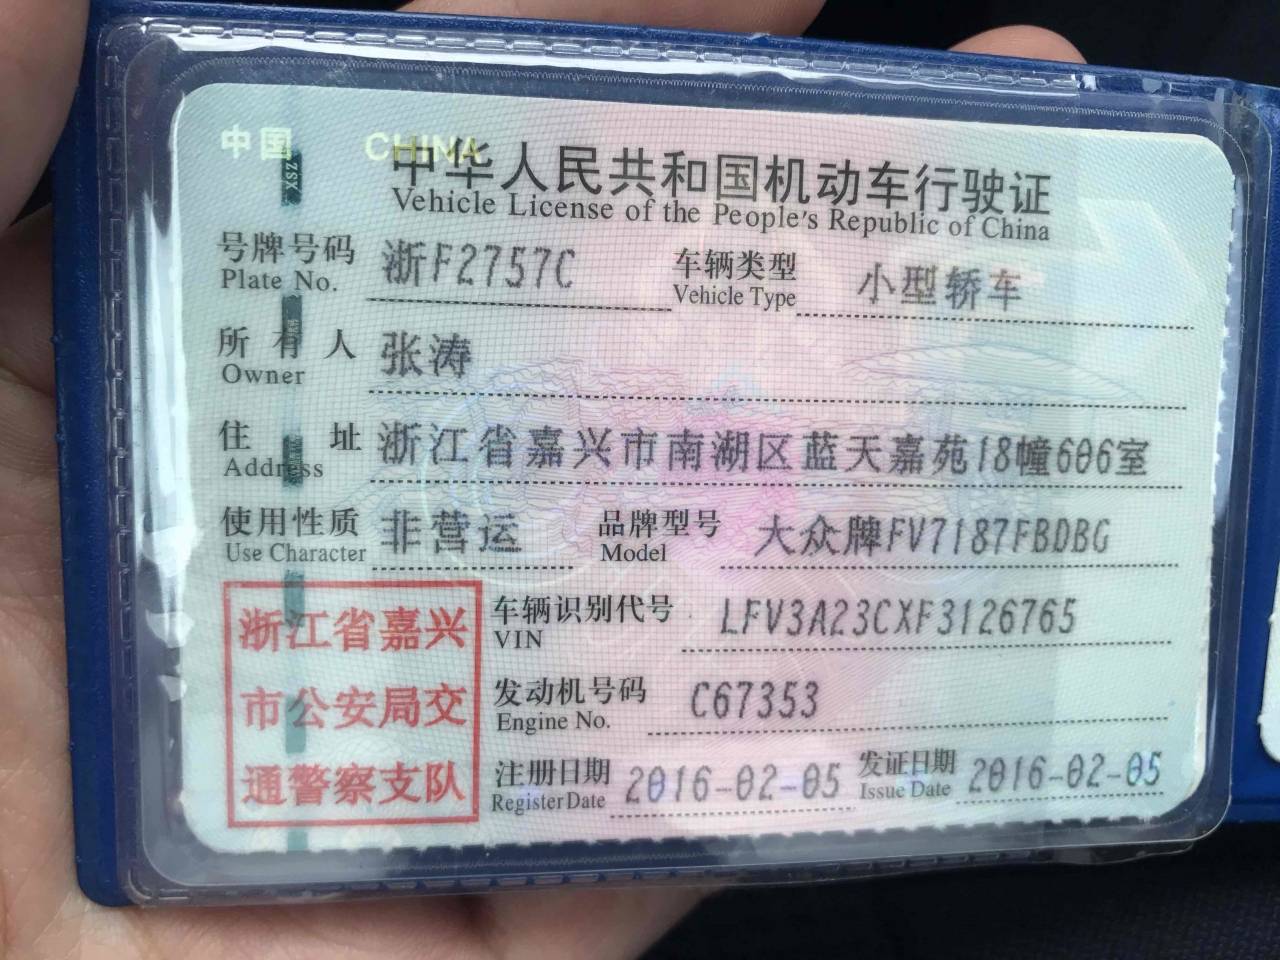 中国 CHINA
中华人民共和国机动车行驶证
Vehicle License of the People's Republic of China
号牌号码 浙F2757C 车辆类型 小型轿车
Plate No. Vehicle Type
所有人 张涛
Owner
住址 浙江省嘉兴市南湖区蓝天嘉苑18幢606室
Address
使用性质 非营运 品牌型号 大众牌FV7187FBDBG
Use Character Model
浙江省嘉兴
市公安局交
通警察支队
车辆识别代号 LFV3A23CXF3126765
VIN
发动机号码 C67353
Engine No.
注册日期 2016-02-05 发证日期 2016-02-05
Register Date Issue Date
XSZ